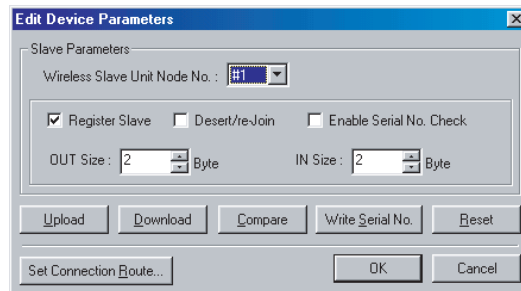 Edit Device Parameters
Slave Parameters
Wireless Slave Unit Node No. : #1
Register Slave Desert/re-Join Enable Serial No. Check
OUT Size : 2 Byte IN Size : 2 Byte
Upload Download Compare Write Serial No. Reset
Set Connection Route... OK Cancel